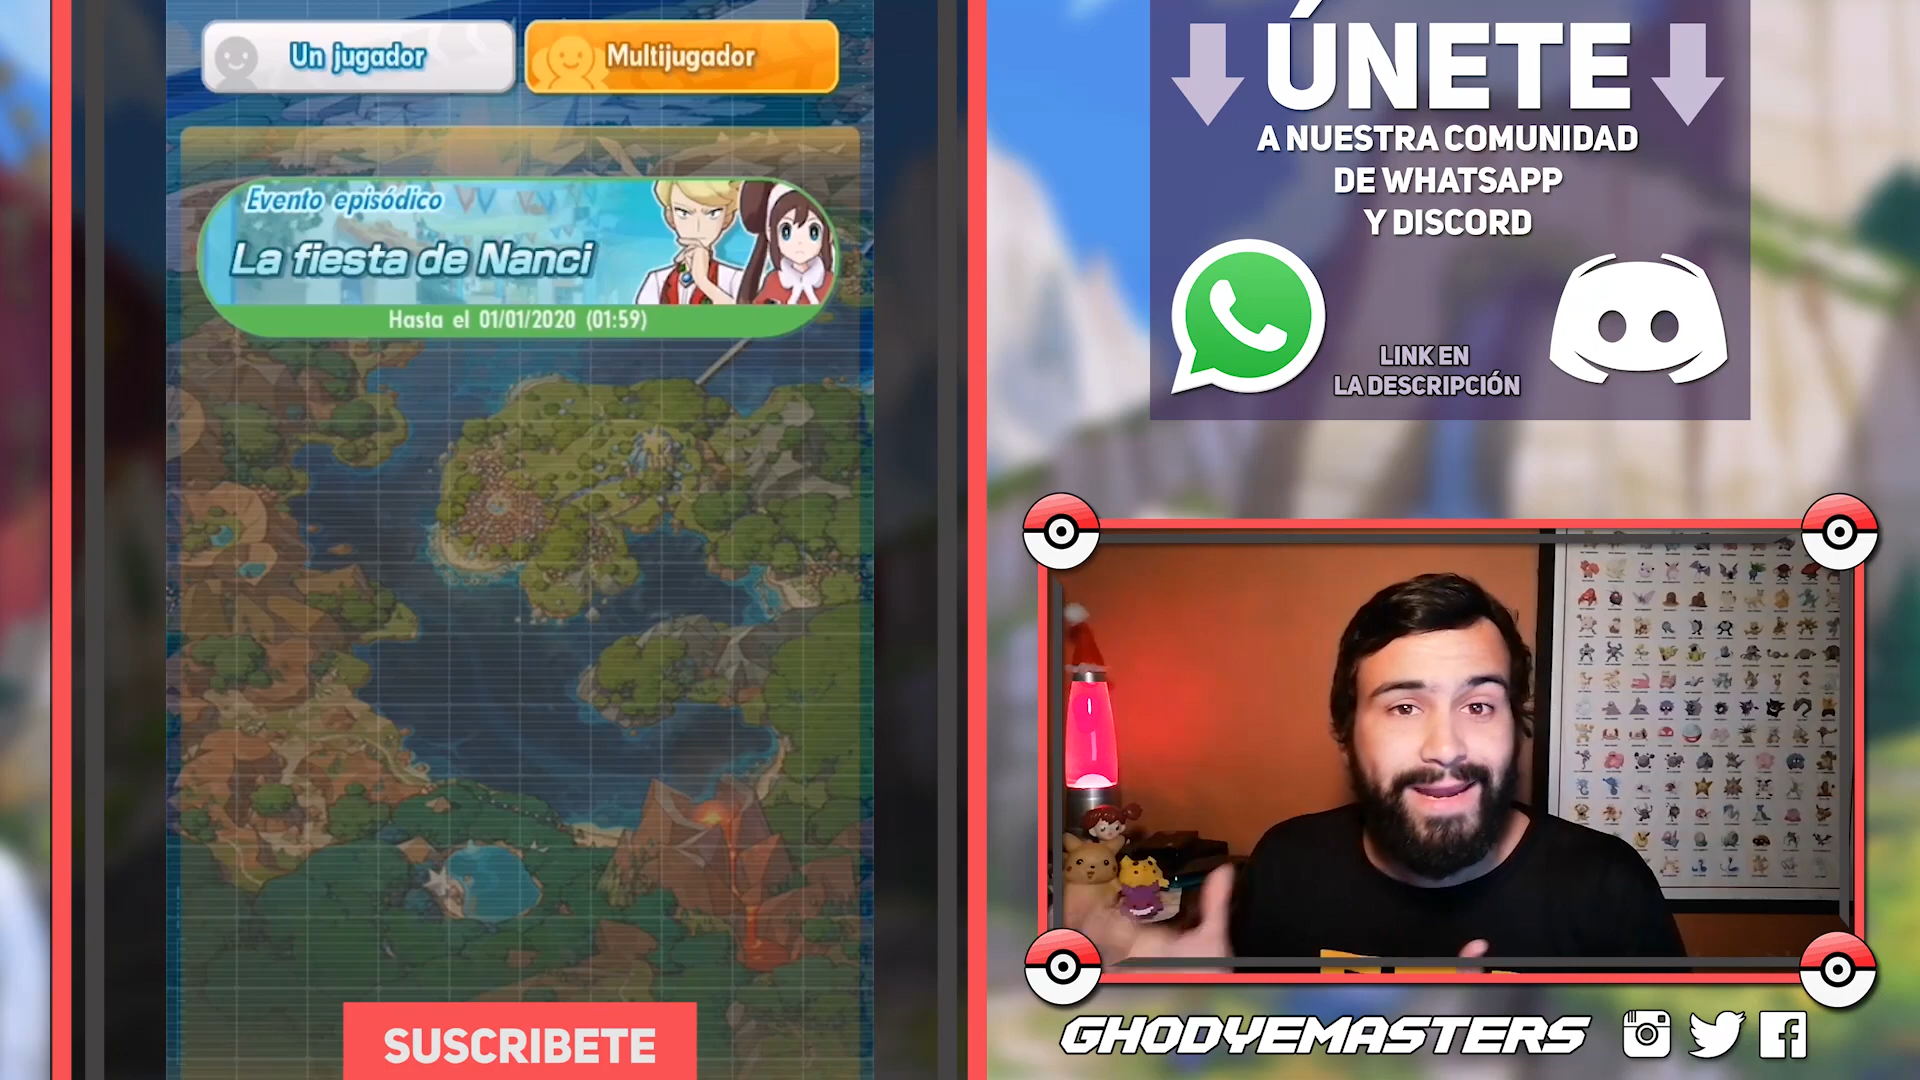 Un jugador
Multijugador
Evento episódico
La fiesta de Nanci
Hasta el 01/01/2020 (01:59)
SUSCRIBETE
ÚNETE
A NUESTRA COMUNIDAD
DE WHATSAPP
Y DISCORD
LINK EN
LA DESCRIPCIÓN
GHODYEMASTERS